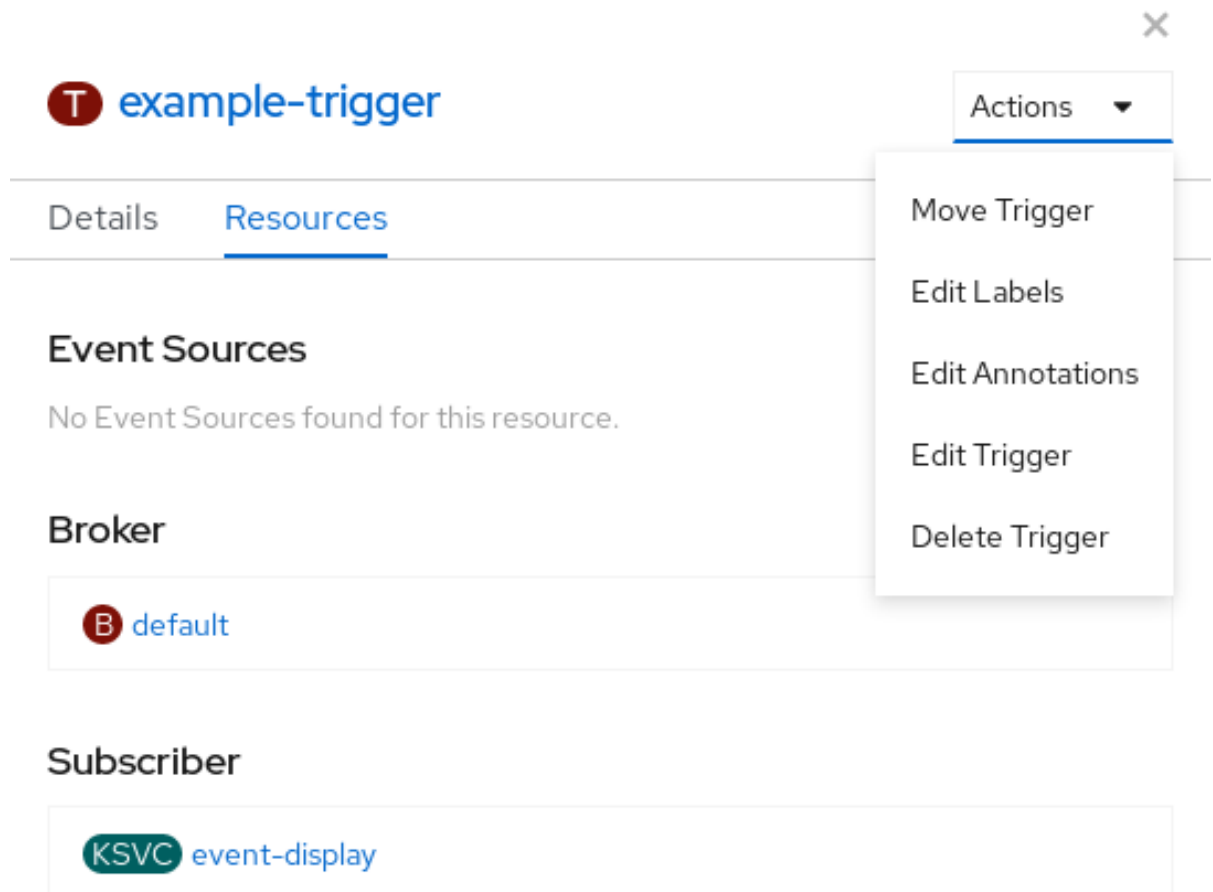 ×
T example-trigger
Actions
Details Resources
Move Trigger
Edit Labels
Edit Annotations
Edit Trigger
Delete Trigger
Event Sources
No Event Sources found for this resource.
Broker
B default
Subscriber
KSVC event-display